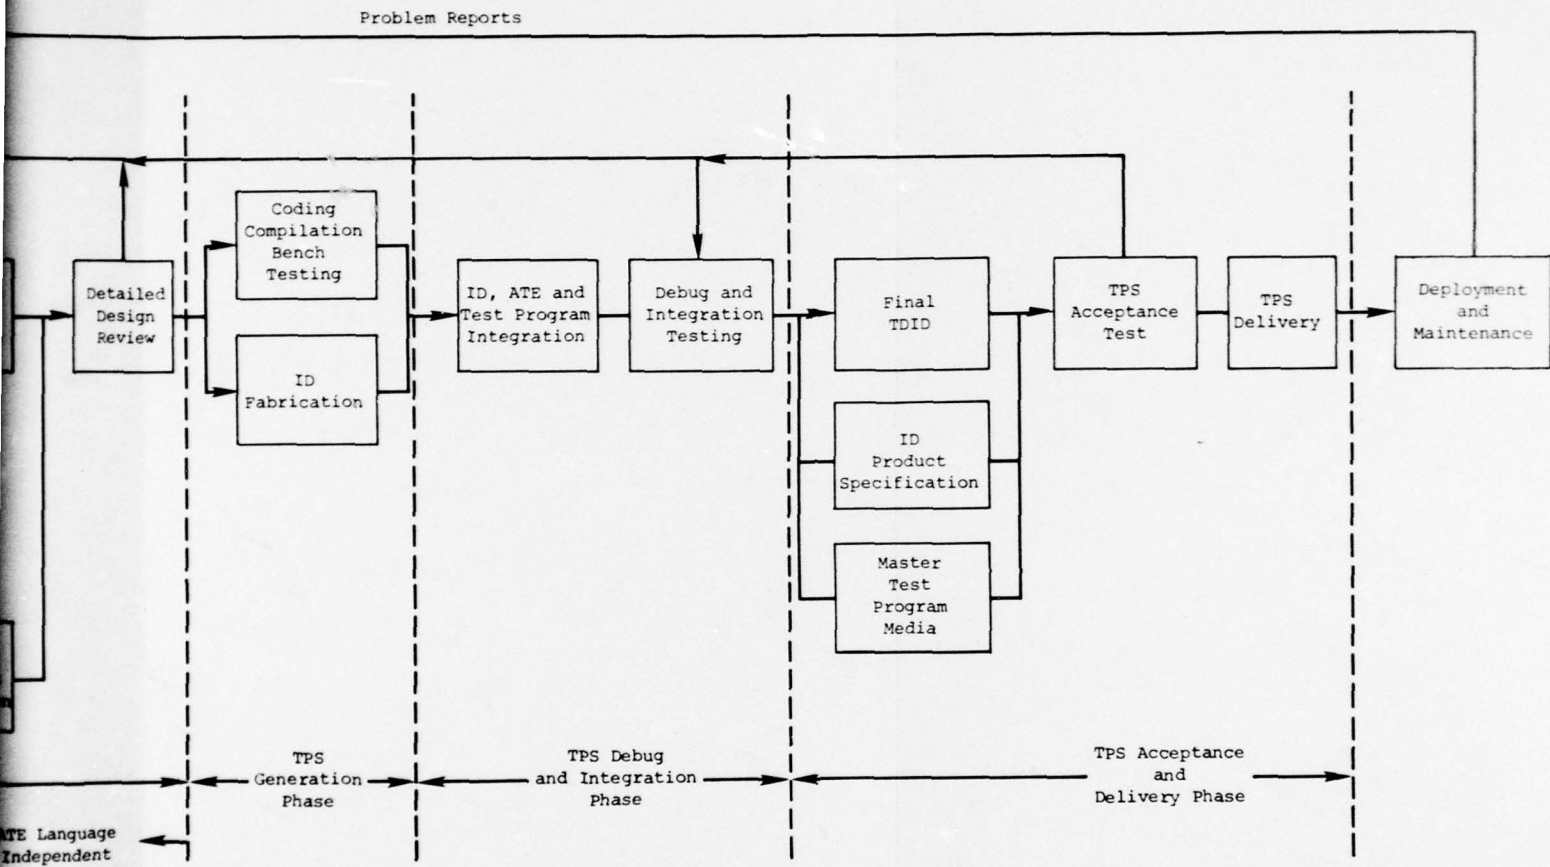 Problem Reports
Coding
Compilation
Bench
Testing
Detailed
Design
Review
ID
Fabrication
ID, ATE and
Test Program
Integration
Debug and
Integration
Testing
Final
TDID
ID
Product
Specification
Master
Test
Program
Media
TPS
Acceptance
Test
TPS
Delivery
Deployment
and
Maintenance
TPS
Generation
Phase
TPS Debug
and Integration
Phase
TPS Acceptance
and
Delivery Phase
ATE Language
Independent